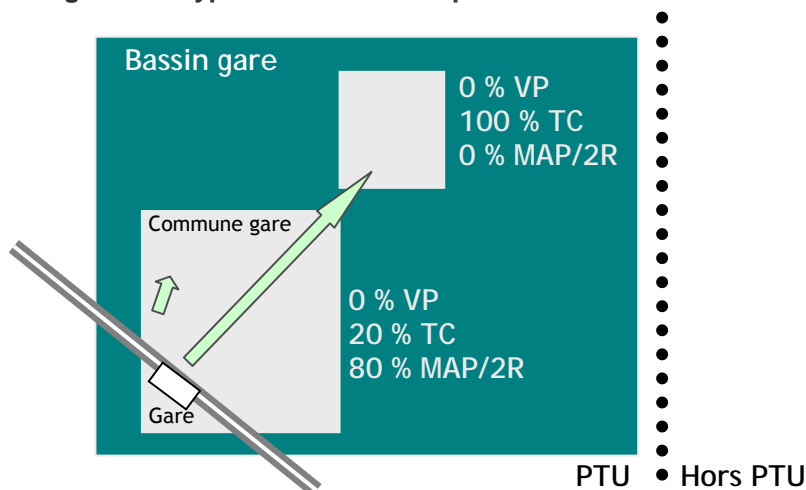 Bassin gare
0 % VP
100 % TC
0 % MAP/2R
Commune gare
0 % VP
20 % TC
80 % MAP/2R
Gare
PTU
Hors PTU